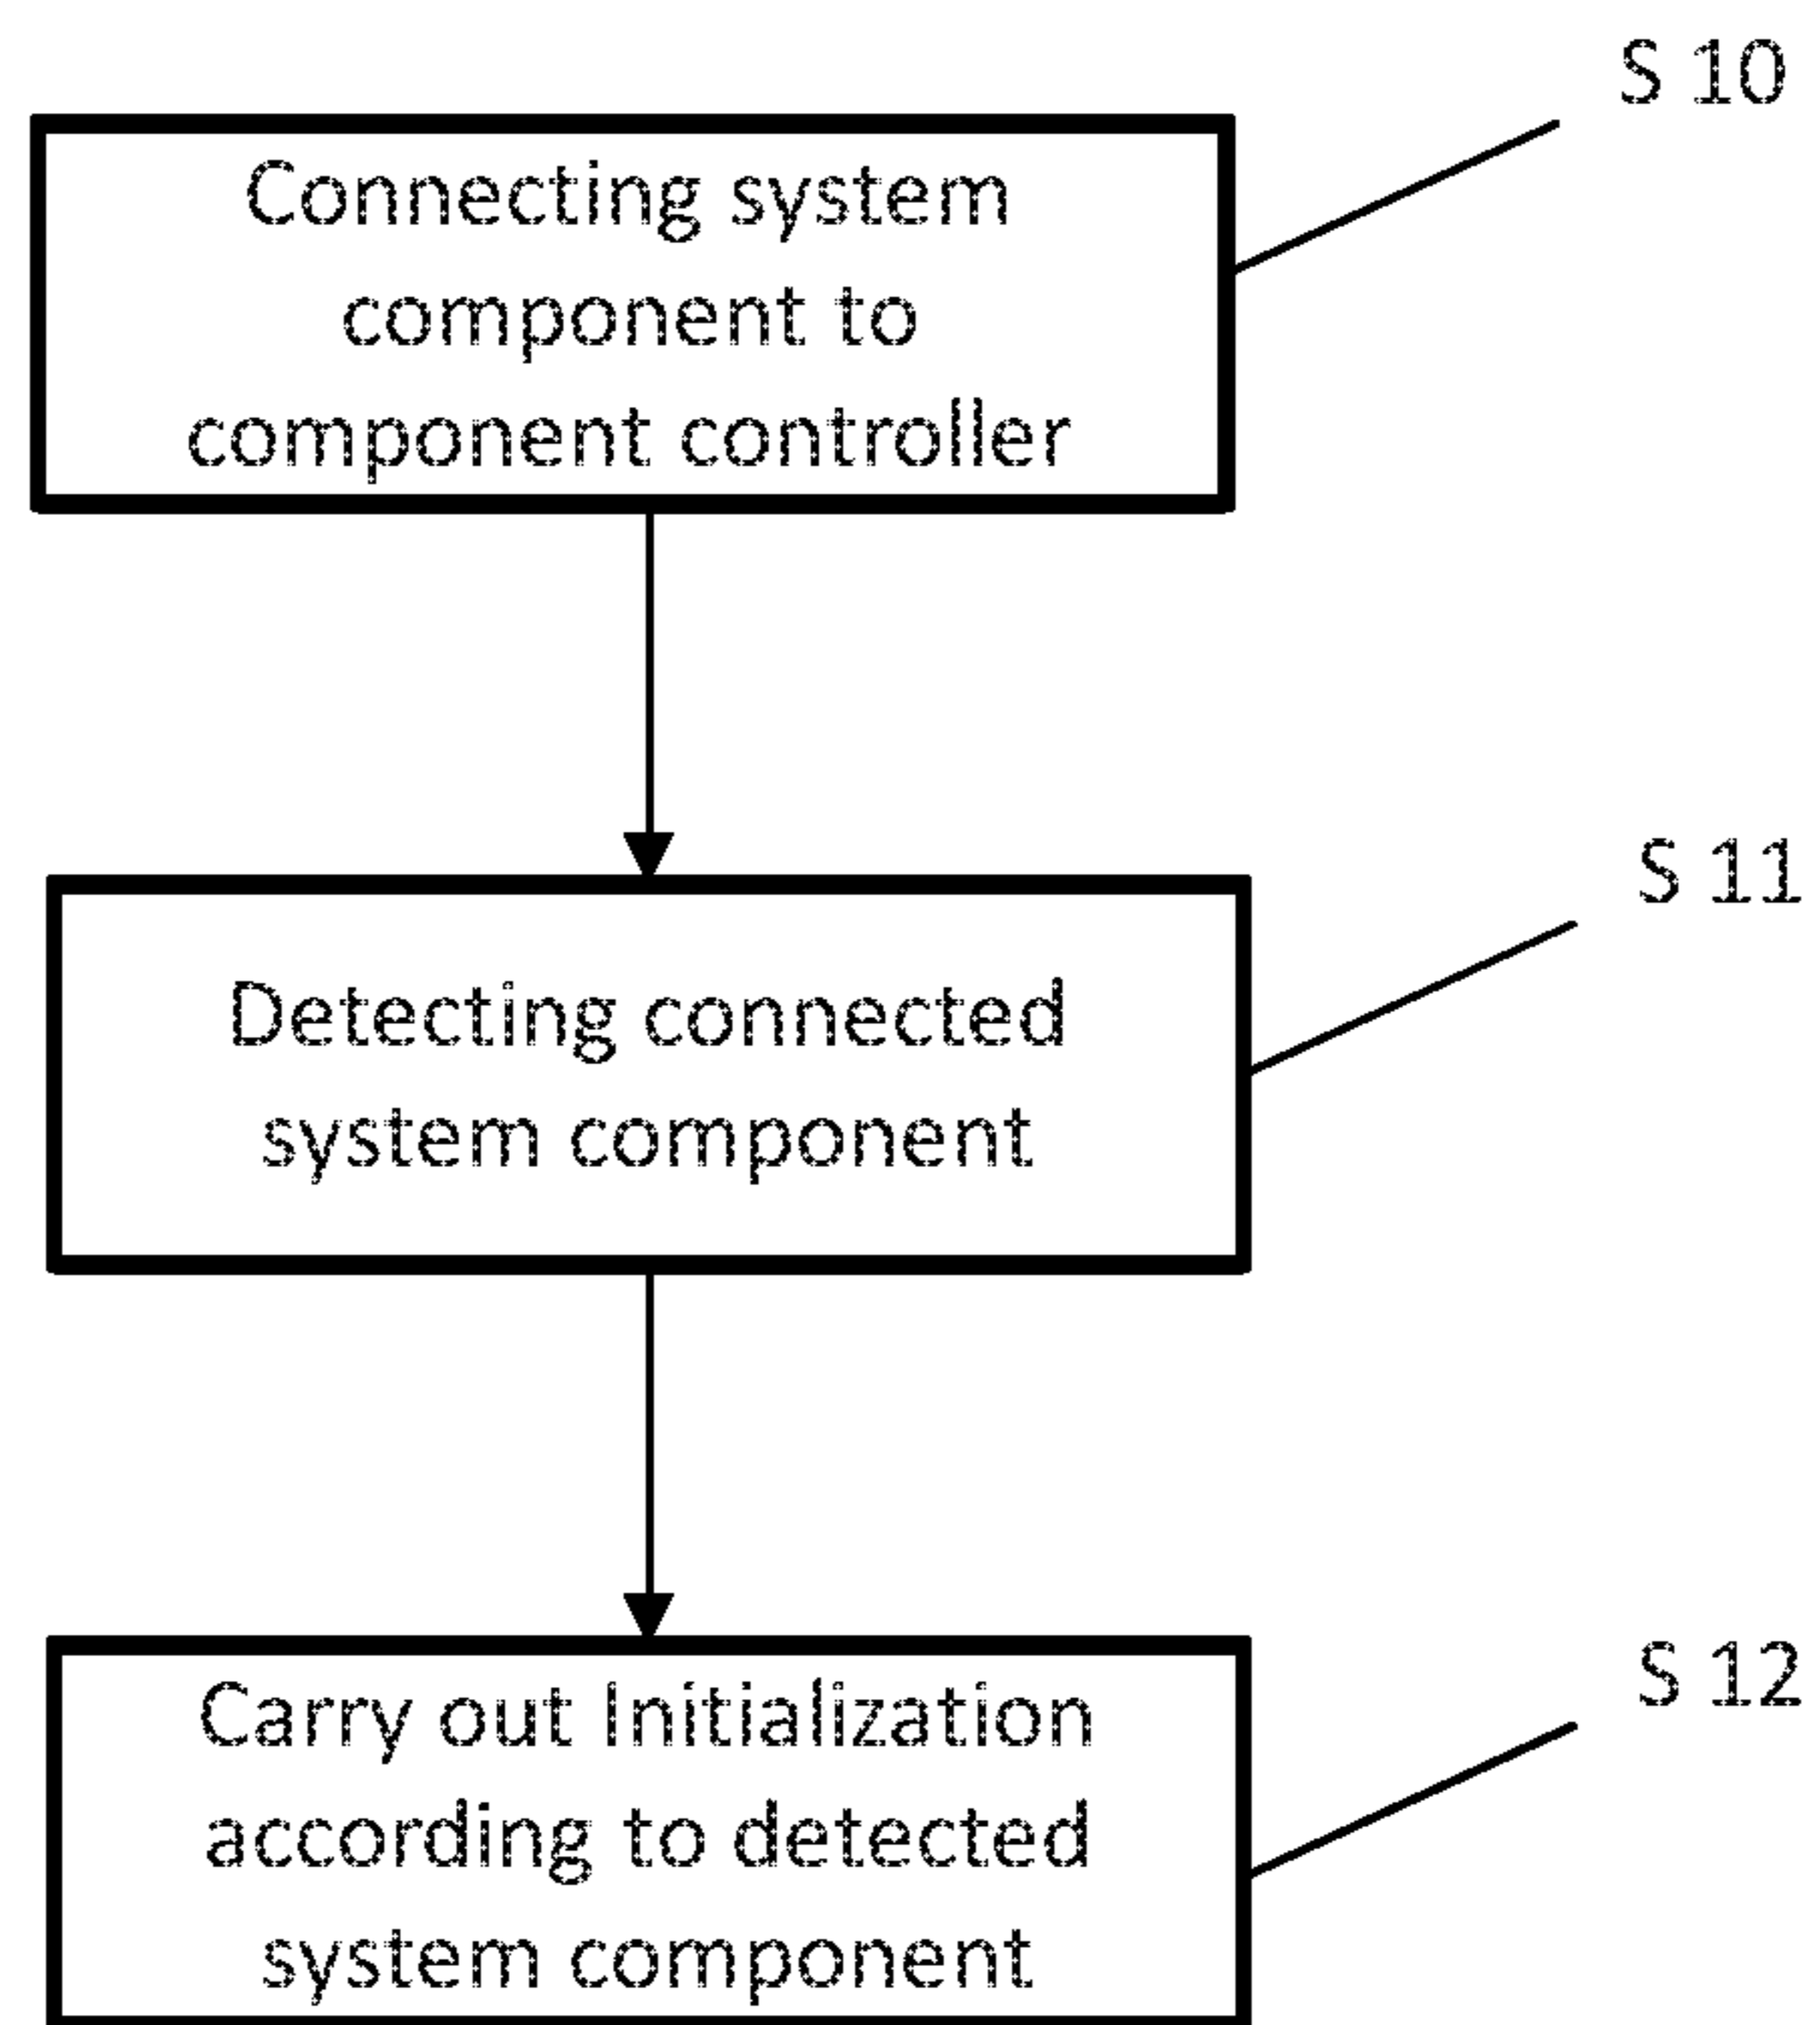 S 10
Connecting system
component to
component controller
S 11
Detecting connected
system component
S 12
Carry out Initialization
according to detected
system component